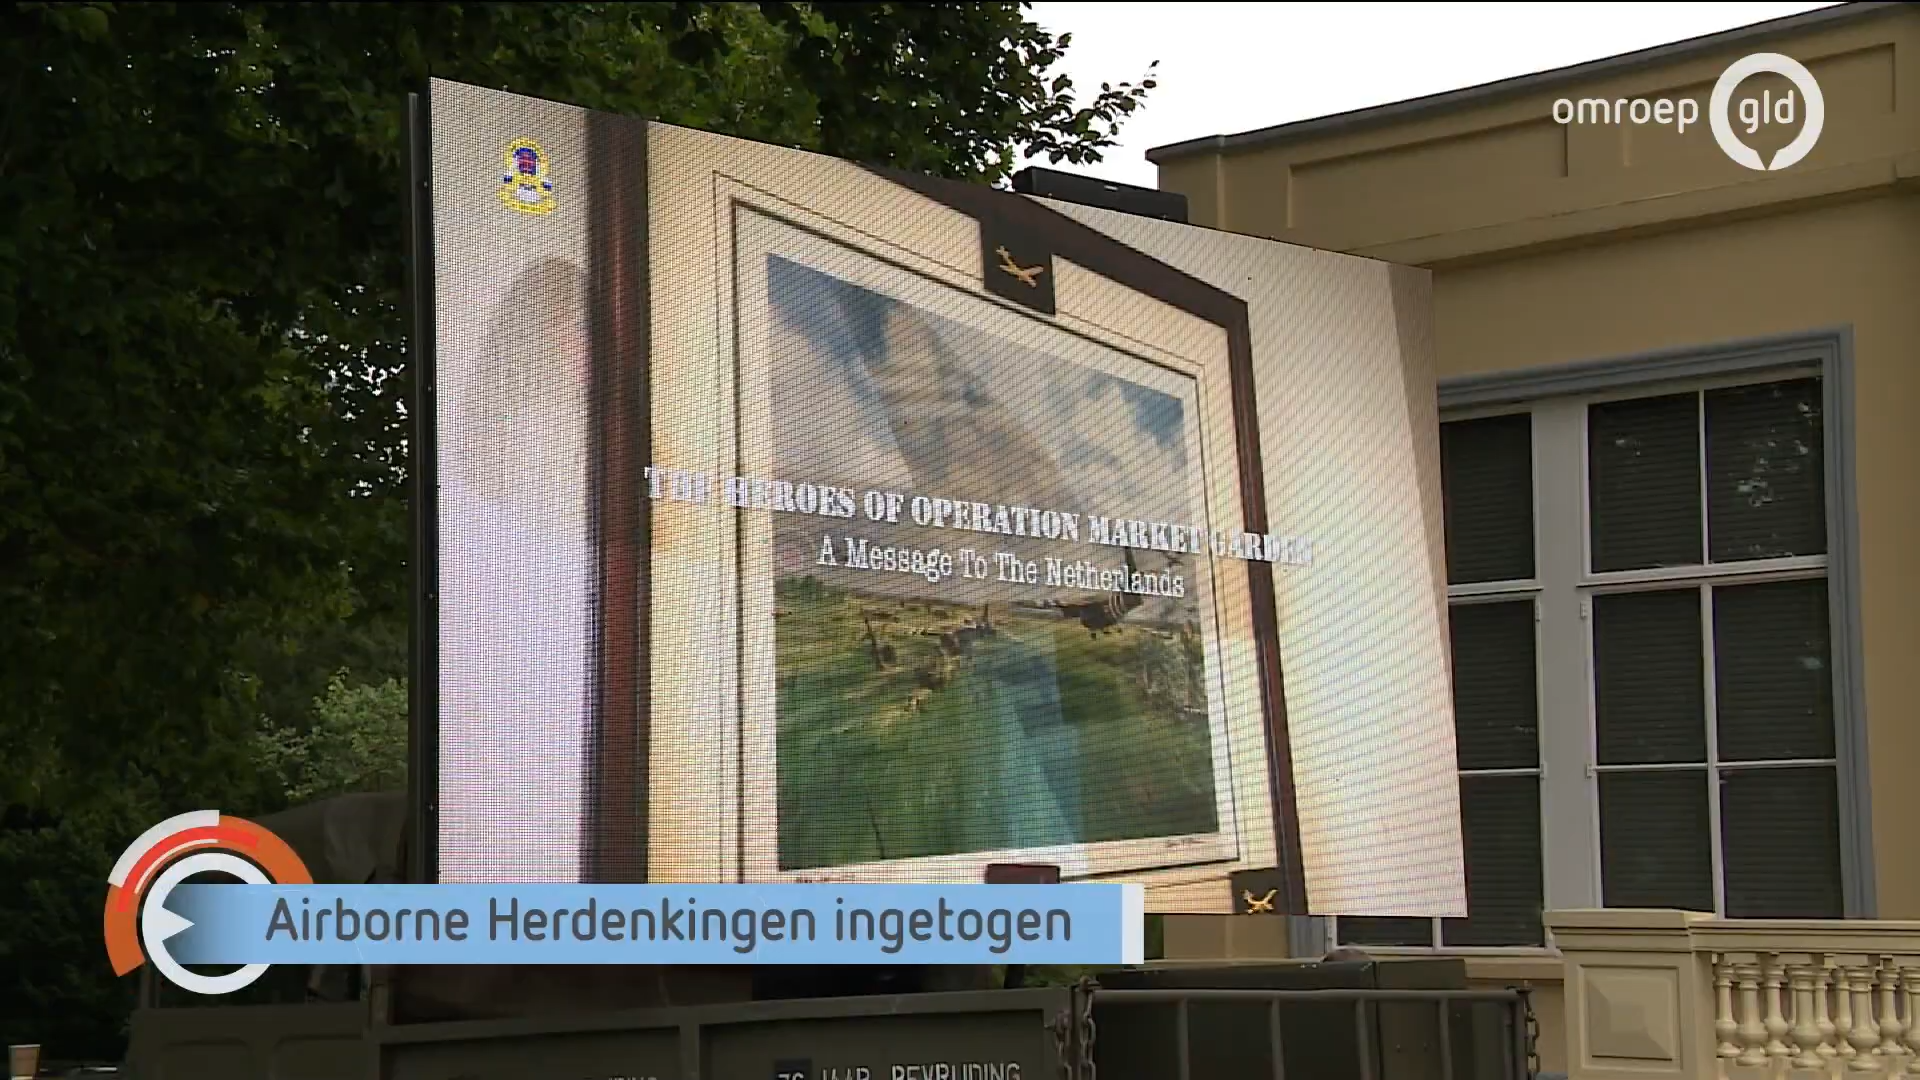 omroep gld
THE HEROES OF OPERATION MARKET GARDEN
A Message To The Netherlands
Airborne Herdenkingen ingetogen
JAAR BEVRIJDING